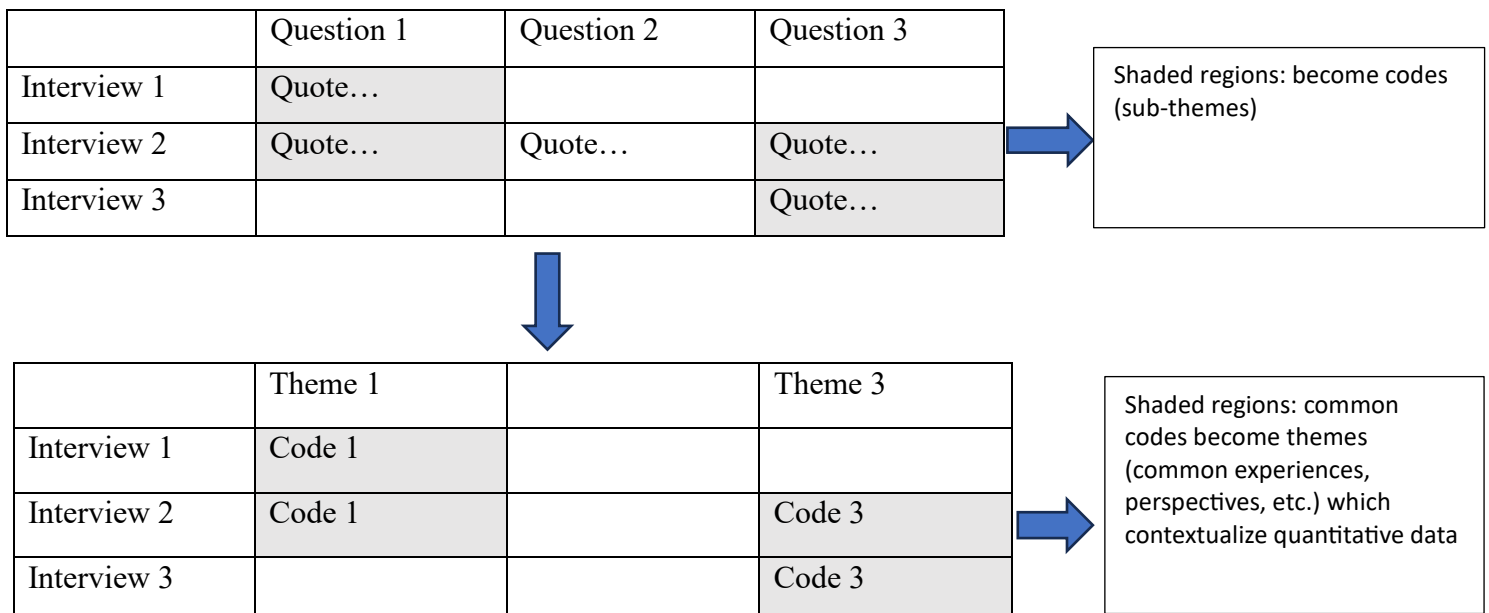 Question 1 Question 2 Question 3
Interview 1 Quote…
Interview 2 Quote… Quote… Quote…
Interview 3 Quote…
Shaded regions: become codes
(sub-themes)
Theme 1 Theme 3
Interview 1 Code 1
Interview 2 Code 1 Code 3
Interview 3 Code 3
Shaded regions: common
codes become themes
(common experiences,
perspectives, etc.) which
contextualize quantitative data